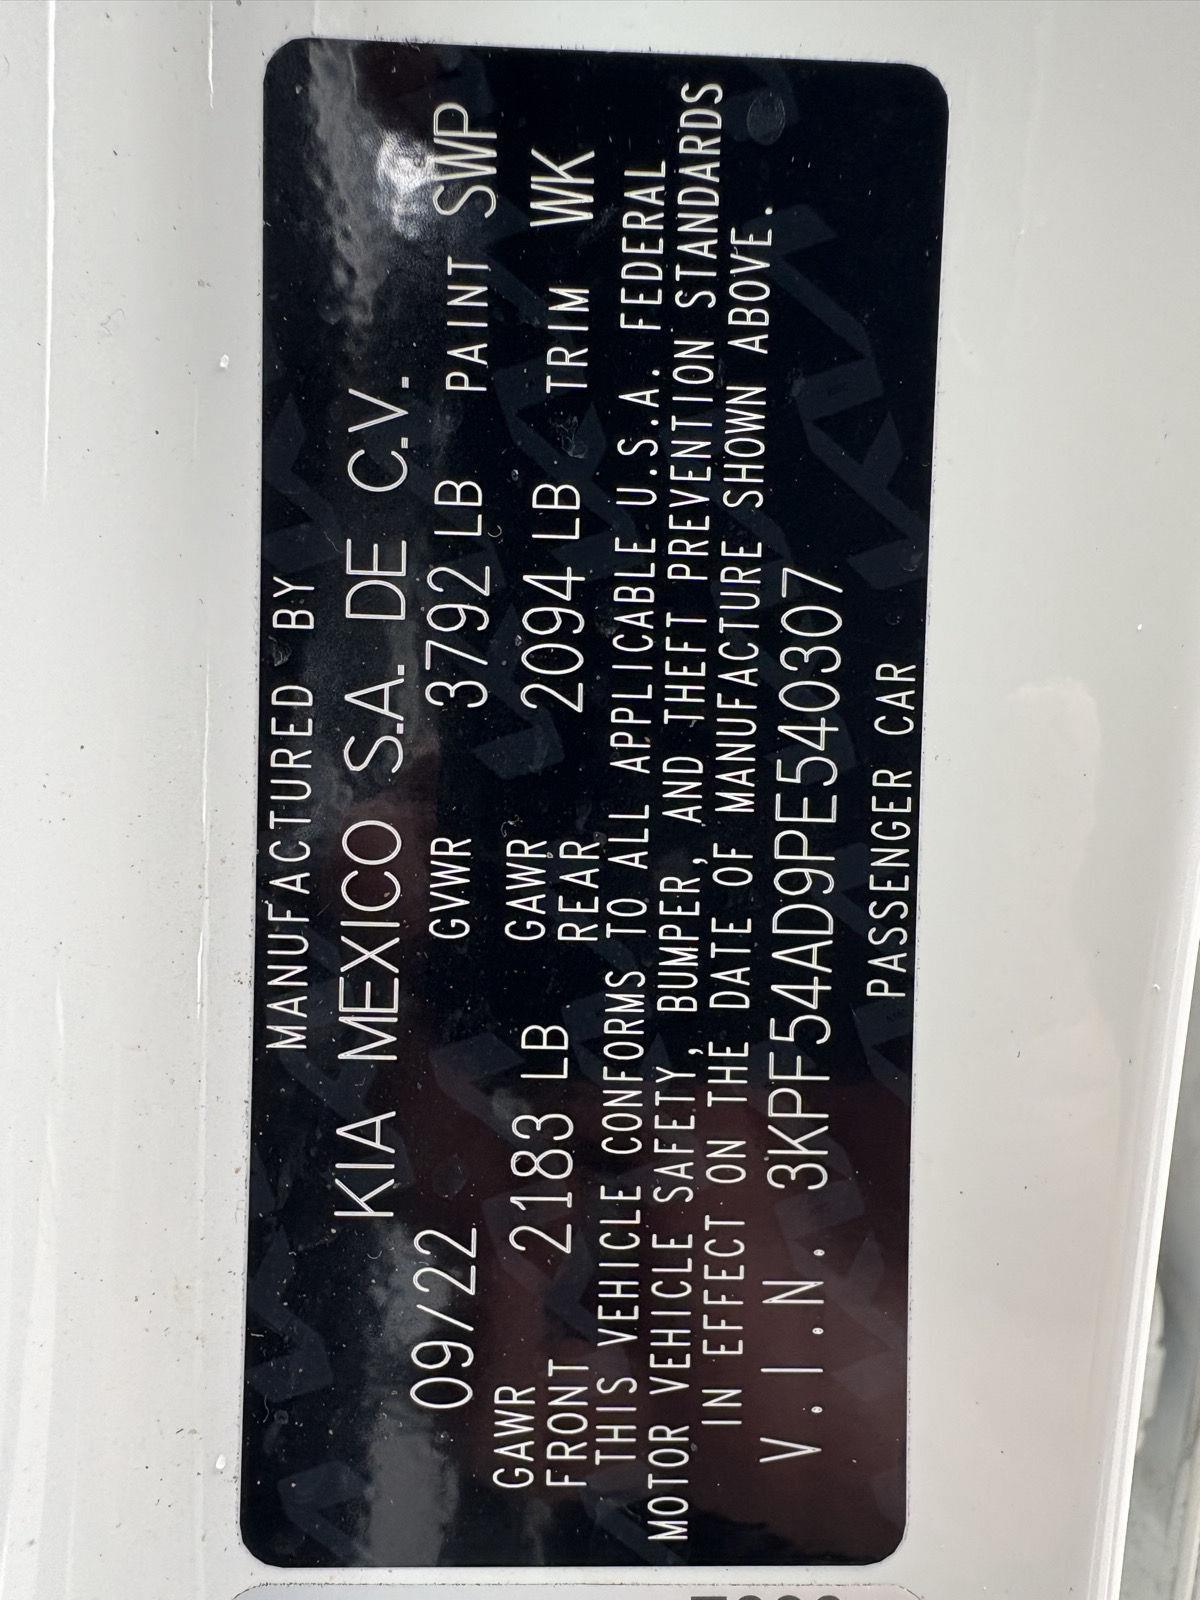 MANUFACTURED BY
KIA MEXICO S.A. DE C.V.
09/22 GVWR 3792 LB PAINT SWP
GAWR FRONT 2183 LB GAWR REAR 2094 LB TRIM WK
THIS VEHICLE CONFORMS TO ALL APPLICABLE U.S.A. FEDERAL
MOTOR VEHICLE SAFETY, BUMPER, AND THEFT PREVENTION STANDARDS
IN EFFECT ON THE DATE OF MANUFACTURE SHOWN ABOVE.
V.I.N. 3KPF54AD9PE540307
PASSENGER CAR